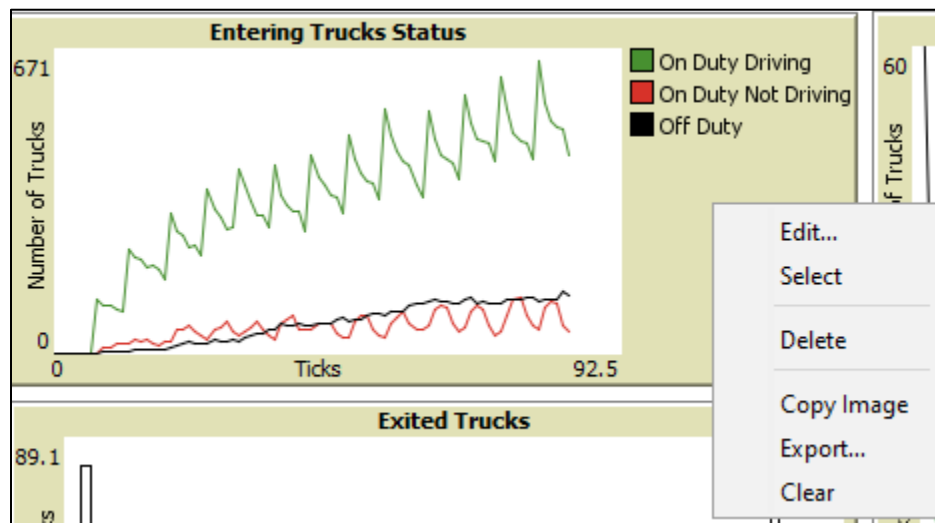 Entering Trucks Status
671
Number of Trucks
0
0
Ticks
92.5
On Duty Driving
On Duty Not Driving
Off Duty
60
of Trucks
Edit...
Select
Delete
Copy Image
Export...
Clear
Exited Trucks
89.1